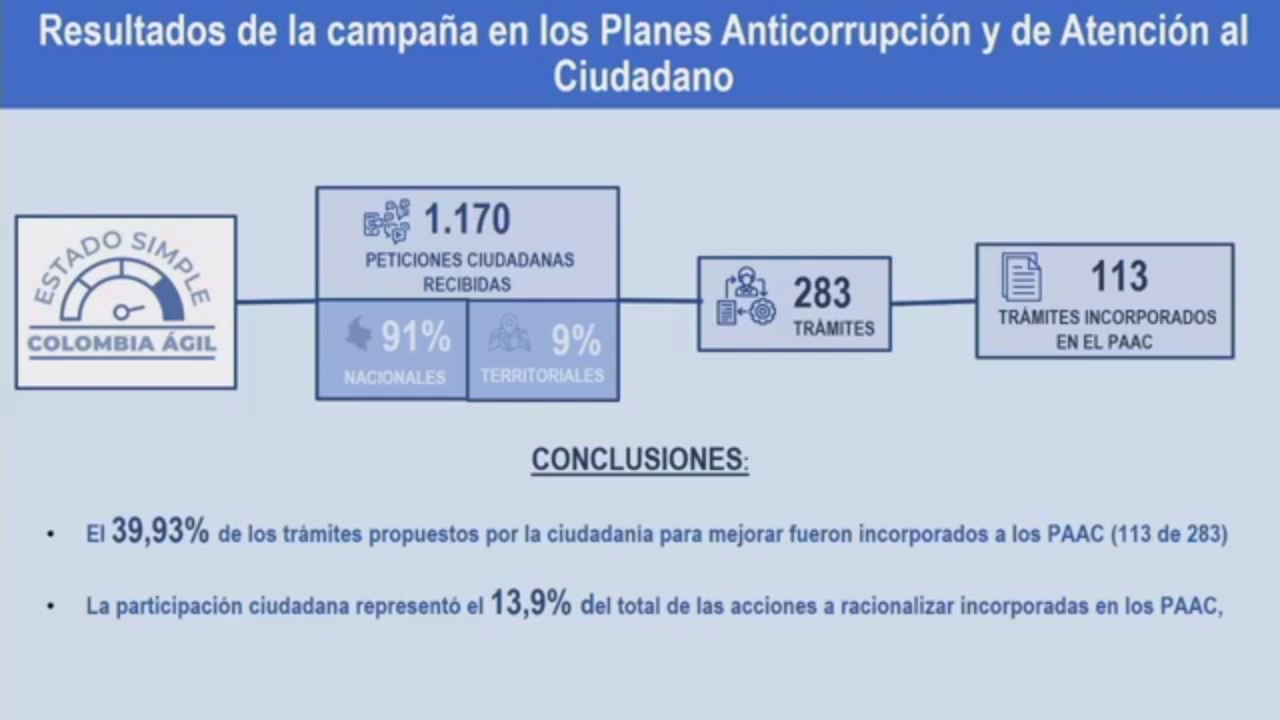 Resultados de la campaña en los Planes Anticorrupción y de Atención al
Ciudadano
ESTADO SIMPLE
COLOMBIA ÁGIL
1.170
PETICIONES CIUDADANAS
RECIBIDAS
91%
NACIONALES
9%
TERRITORIALES
283
TRÁMITES
113
TRÁMITES INCORPORADOS
EN EL PAAC
CONCLUSIONES:
• El 39,93% de los trámites propuestos por la ciudadanía para mejorar fueron incorporados a los PAAC (113 de 283)
• La participación ciudadana representó el 13,9% del total de las acciones a racionalizar incorporadas en los PAAC,